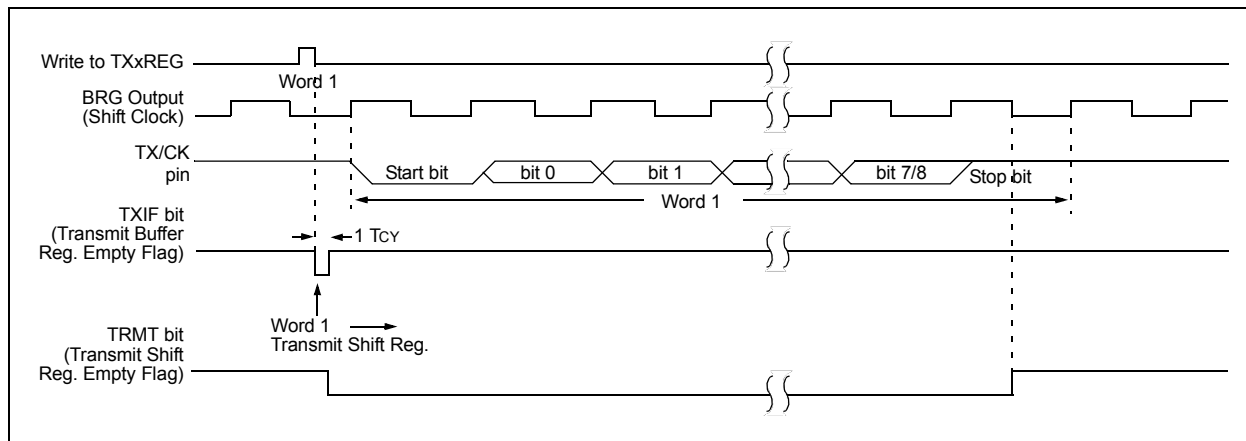 Write to TXxREG
Word 1
BRG Output
(Shift Clock)
TX/CK
pin
Start bit
bit 0
bit 1
bit 7/8
Stop bit
Word 1
TXIF bit
(Transmit Buffer
Reg. Empty Flag)
1 TCY
Word 1
Transmit Shift Reg.
TRMT bit
(Transmit Shift
Reg. Empty Flag)